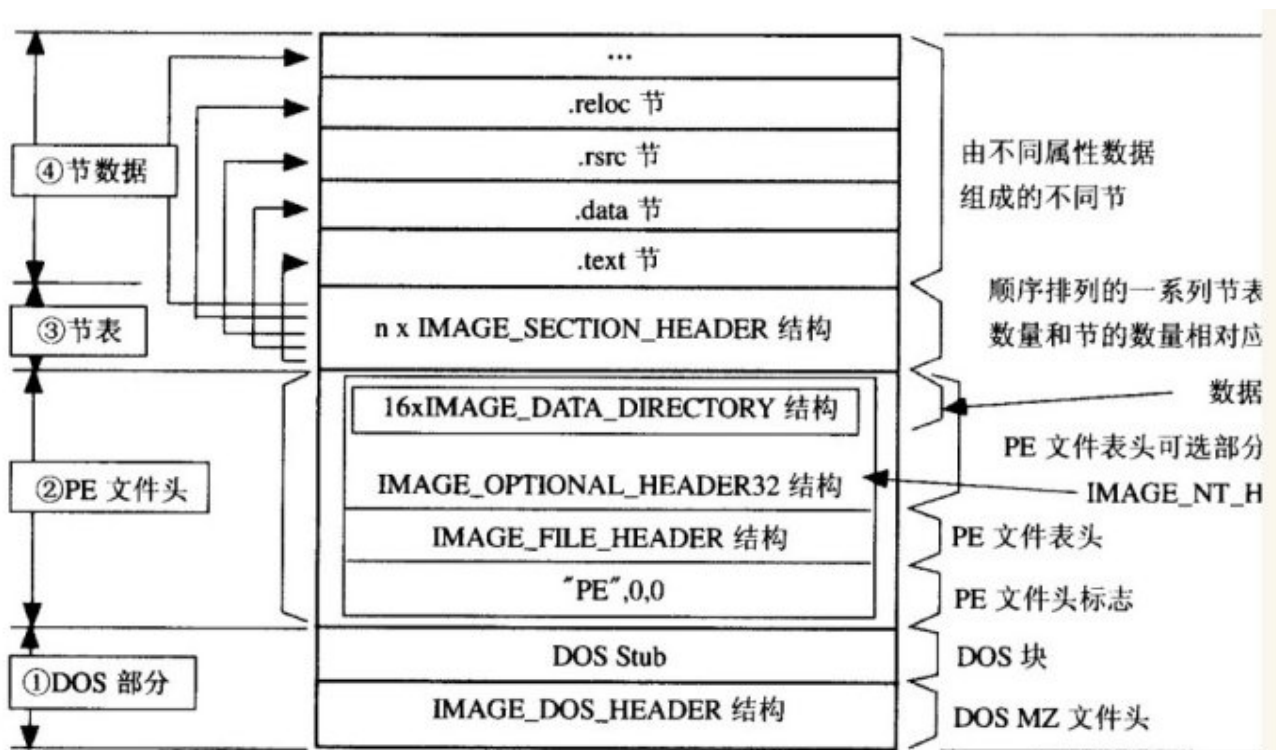 ...
.reloc 节
.rsrc 节
④节数据
.data 节
.text 节
由不同属性数据
组成的不同节
③节表
n x IMAGE_SECTION_HEADER 结构
顺序排列的一系列节表
数量和节的数量相对应
16xIMAGE_DATA_DIRECTORY 结构
数据
PE 文件表头可选部分
②PE 文件头
IMAGE_OPTIONAL_HEADER32 结构
IMAGE_NT_H
IMAGE_FILE_HEADER 结构
PE 文件表头
"PE",0,0
PE 文件头标志
DOS Stub
DOS 块
①DOS 部分
IMAGE_DOS_HEADER 结构
DOS MZ 文件头